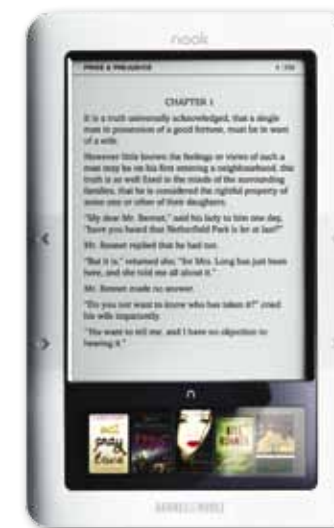 nook
PRIDE & PREJUDICE
CHAPTER 1
It is a truth universally acknowledged, that a single
man in possession of a good fortune, must be in want
of a wife.
However little known the feelings or views of such a
man may be on his first entering a neighbourhood, this
truth is so well fixed in the minds of the surrounding
families, that he is considered the rightful property of
some one or other of their daughters.
"My dear Mr. Bennet," said his lady to him one day,
"have you heard that Netherfield Park is let at last?"
Mr. Bennet replied that he had not.
"But it is," returned she; "for Mrs. Long has just been
here, and she told me all about it."
Mr. Bennet made no answer.
"Do you not want to know who has taken it?" cried
his wife impatiently.
"You want to tell me, and I have no objection to
hearing it."
eat
pray
love
BARNES & NOBLE